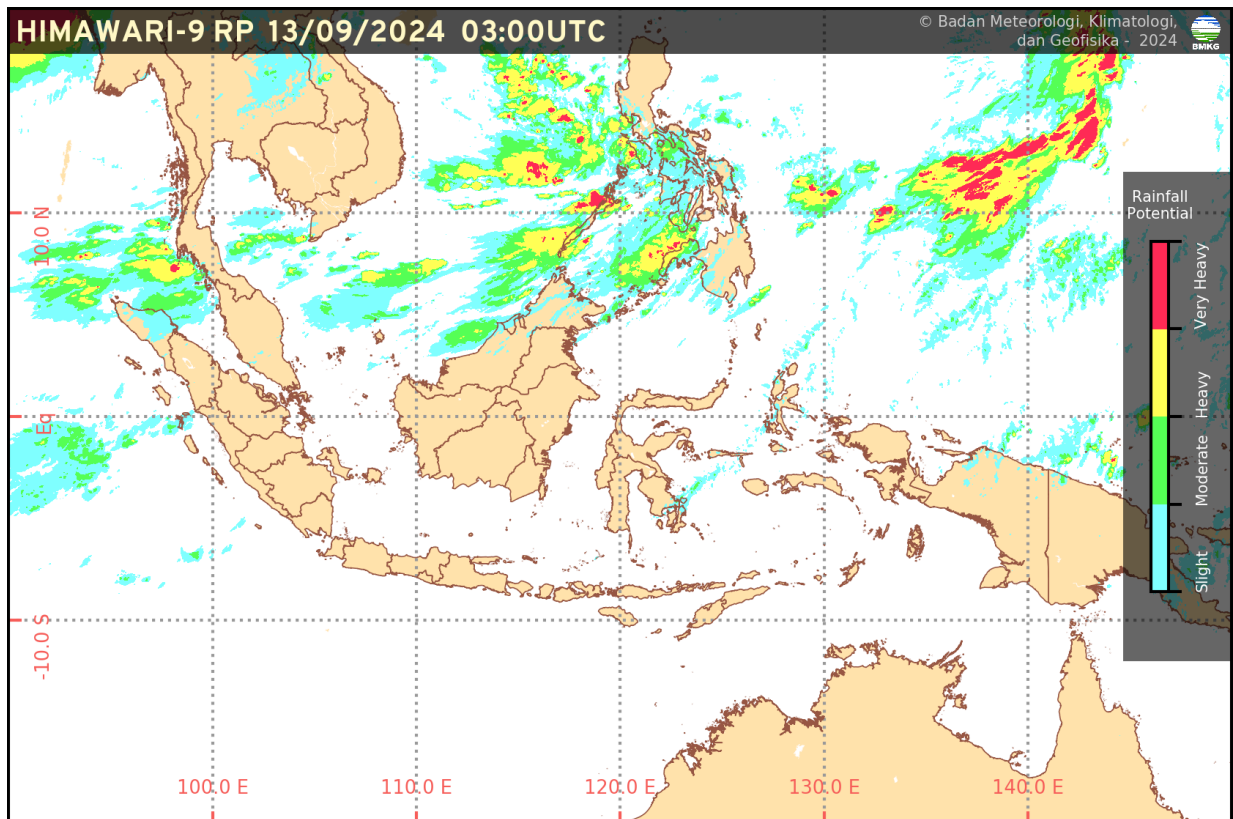 HIMAWARI-9 RP 13/09/2024 03:00UTC
© Badan Meteorologi, Klimatologi,
dan Geofisika - 2024
BMKG
Rainfall
Potential
Very Heavy
Heavy
Moderate
Slight
10.0 N
Eq
-10.0 S
100.0 E
110.0 E
120.0 E
130.0 E
140.0 E